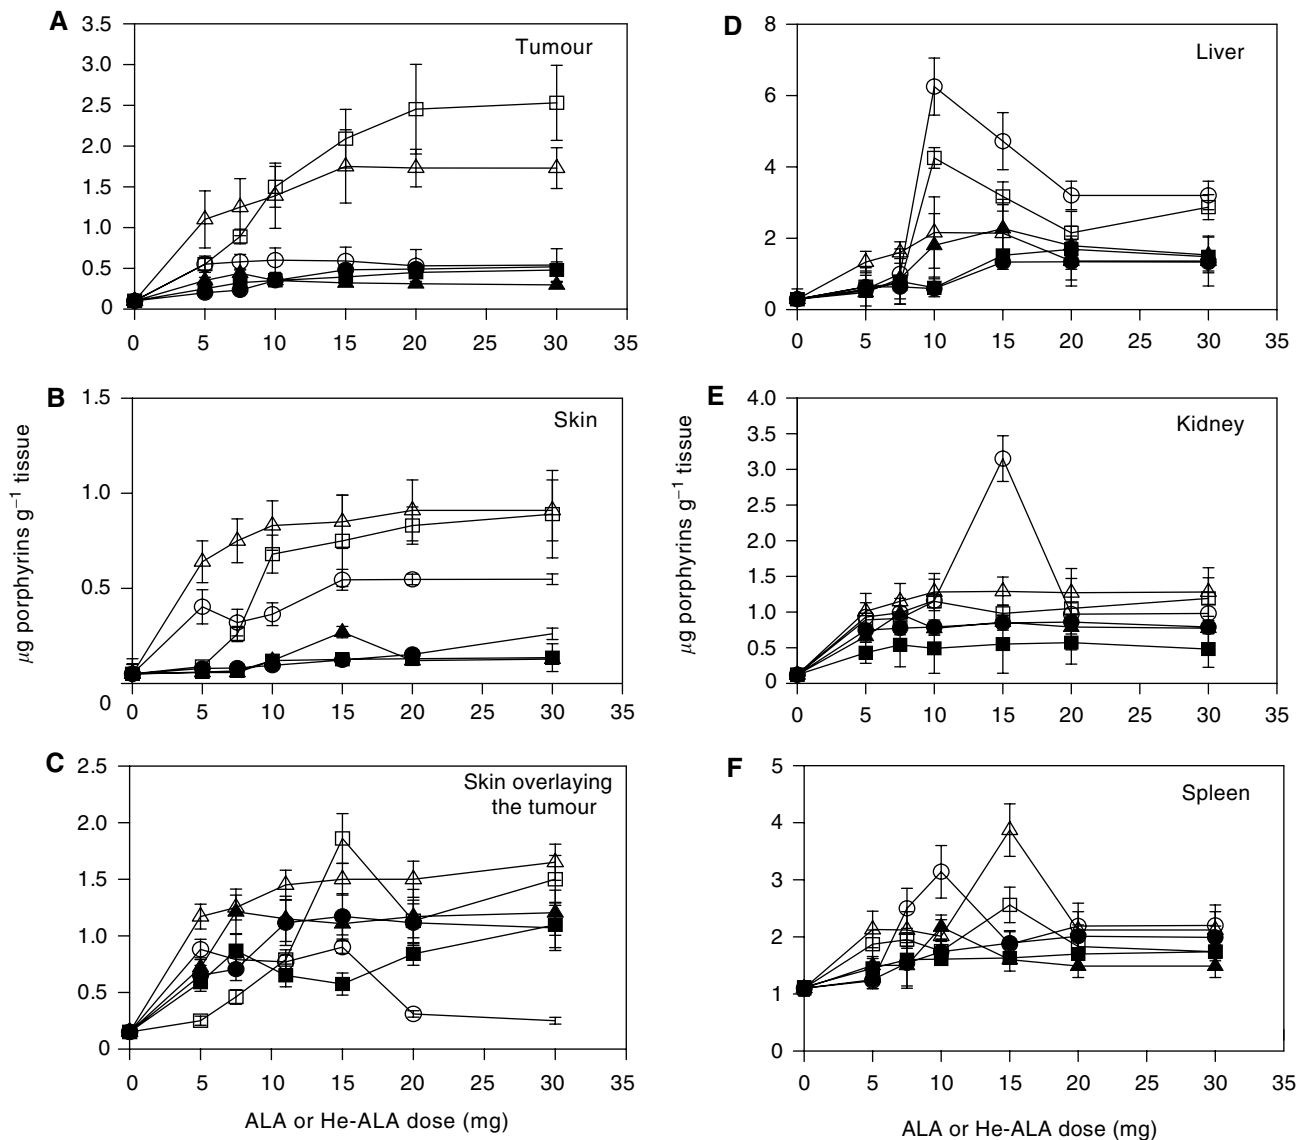 A
Tumour
3.5
3.0
2.5
2.0
1.5
1.0
0.5
0
0 5 10 15 20 25 30 35
D
Liver
8
6
4
2
0
0 5 10 15 20 25 30 35
B
Skin
1.5
1.0
0.5
0
0 5 10 15 20 25 30 35
μg porphyrins g−1 tissue
E
Kidney
4.0
3.5
3.0
2.5
2.0
1.5
1.0
0.5
0
0 5 10 15 20 25 30 35
μg porphyrins g−1 tissue
C
Skin overlaying
the tumour
2.5
2.0
1.5
1.0
0.5
0
0 5 10 15 20 25 30 35
ALA or He-ALA dose (mg)
F
Spleen
5
4
3
2
1
0
0 5 10 15 20 25 30 35
ALA or He-ALA dose (mg)